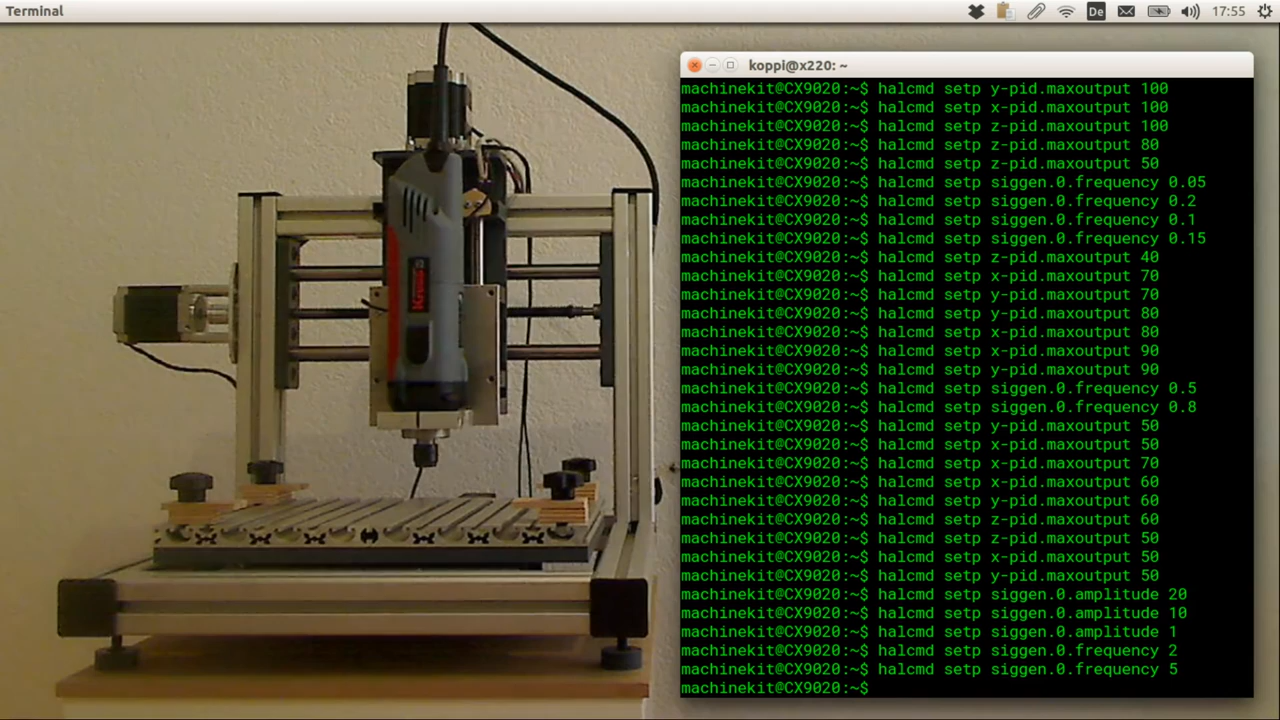 Terminal
De
17:55
koppi@x220: ~
machinekit@CX9020:~$ halcmd setp y-pid.maxoutput 100
machinekit@CX9020:~$ halcmd setp x-pid.maxoutput 100
machinekit@CX9020:~$ halcmd setp z-pid.maxoutput 100
machinekit@CX9020:~$ halcmd setp z-pid.maxoutput 80
machinekit@CX9020:~$ halcmd setp z-pid.maxoutput 50
machinekit@CX9020:~$ halcmd setp siggen.0.frequency 0.05
machinekit@CX9020:~$ halcmd setp siggen.0.frequency 0.2
machinekit@CX9020:~$ halcmd setp siggen.0.frequency 0.1
machinekit@CX9020:~$ halcmd setp siggen.0.frequency 0.15
machinekit@CX9020:~$ halcmd setp z-pid.maxoutput 40
machinekit@CX9020:~$ halcmd setp x-pid.maxoutput 70
machinekit@CX9020:~$ halcmd setp y-pid.maxoutput 70
machinekit@CX9020:~$ halcmd setp y-pid.maxoutput 80
machinekit@CX9020:~$ halcmd setp x-pid.maxoutput 80
machinekit@CX9020:~$ halcmd setp x-pid.maxoutput 90
machinekit@CX9020:~$ halcmd setp y-pid.maxoutput 90
machinekit@CX9020:~$ halcmd setp siggen.0.frequency 0.5
machinekit@CX9020:~$ halcmd setp siggen.0.frequency 0.8
machinekit@CX9020:~$ halcmd setp y-pid.maxoutput 50
machinekit@CX9020:~$ halcmd setp x-pid.maxoutput 50
machinekit@CX9020:~$ halcmd setp x-pid.maxoutput 70
machinekit@CX9020:~$ halcmd setp x-pid.maxoutput 60
machinekit@CX9020:~$ halcmd setp y-pid.maxoutput 60
machinekit@CX9020:~$ halcmd setp z-pid.maxoutput 60
machinekit@CX9020:~$ halcmd setp z-pid.maxoutput 50
machinekit@CX9020:~$ halcmd setp x-pid.maxoutput 50
machinekit@CX9020:~$ halcmd setp y-pid.maxoutput 50
machinekit@CX9020:~$ halcmd setp siggen.0.amplitude 20
machinekit@CX9020:~$ halcmd setp siggen.0.amplitude 10
machinekit@CX9020:~$ halcmd setp siggen.0.amplitude 1
machinekit@CX9020:~$ halcmd setp siggen.0.frequency 2
machinekit@CX9020:~$ halcmd setp siggen.0.frequency 5
machinekit@CX9020:~$
Kress